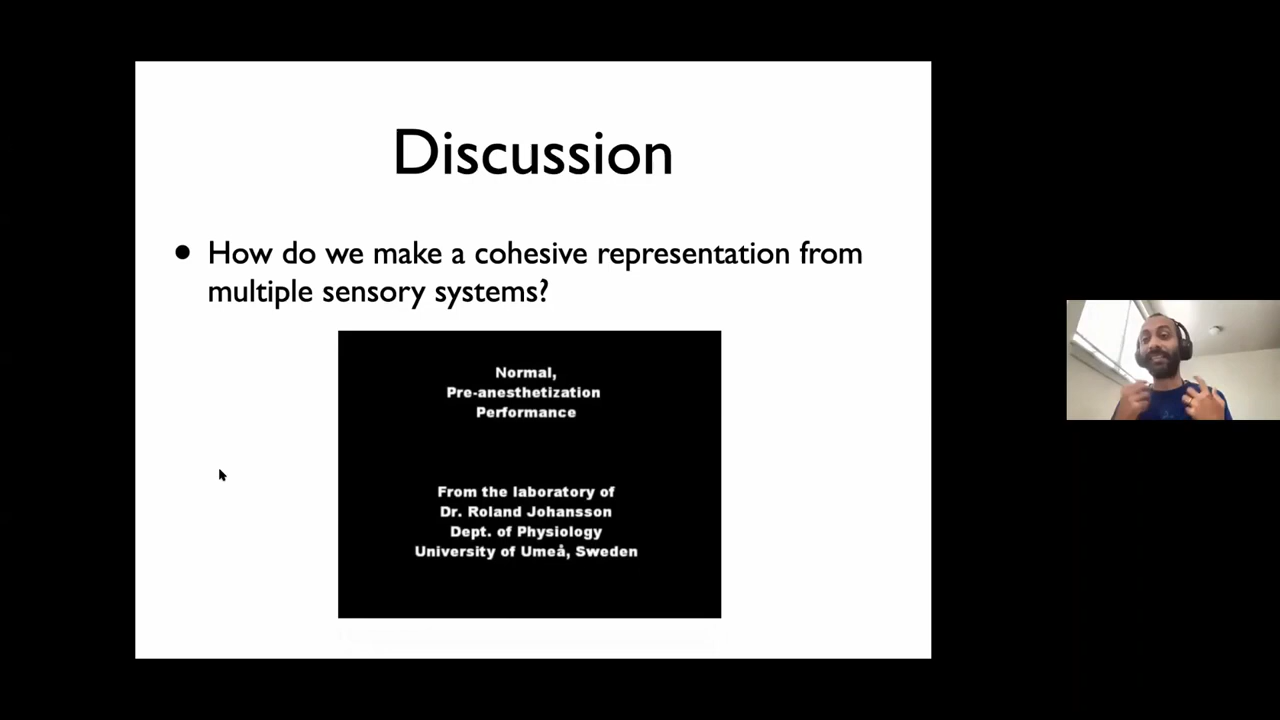 Discussion
• How do we make a cohesive representation from
multiple sensory systems?
Normal,
Pre-anesthetization
Performance
From the laboratory of
Dr. Roland Johansson
Dept. of Physiology
University of Umeå, Sweden